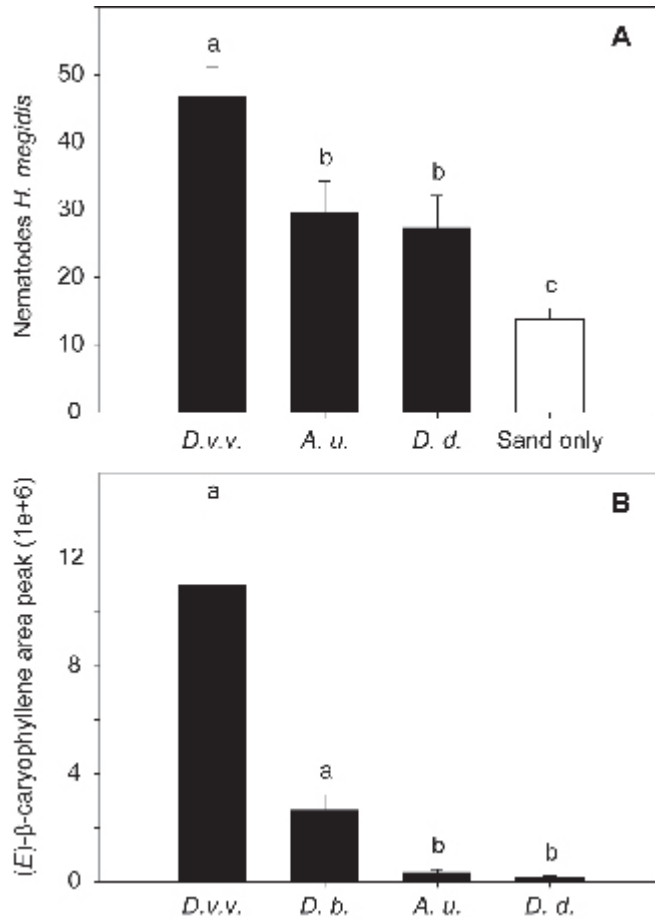 A
a
50
b
b
40
30
c
20
10
0
Nematodes H. megidis
D.v.v. A. u. D. d. Sand only
B
a
12
8
a
4
b
b
0
(E)-β-caryophyllene area peak (1e+6)
D.v.v. D. b. A. u. D. d.